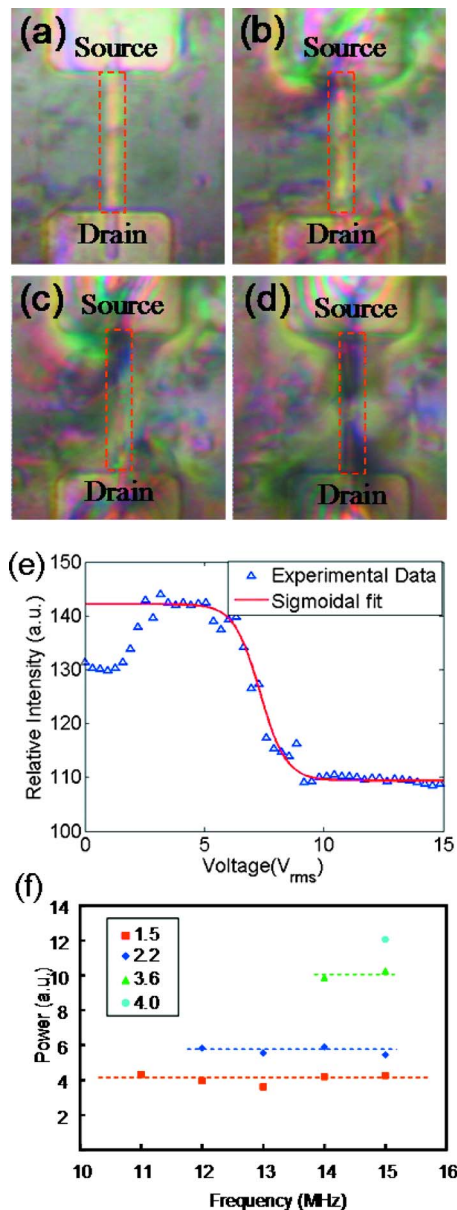 (a)
Source
Drain
(b)
Source
Drain
(c)
Source
Drain
(d)
Source
Drain
(e)
150
140
130
120
110
100
Relative Intensity (a.u.)
Experimental Data
Sigmoidal fit
0
5
10
15
Voltage(Vrms)
(f)
14
12
10
8
6
4
2
Power (a.u.)
1.5
2.2
3.6
4.0
10
11
12
13
14
15
16
Frequency (MHz)